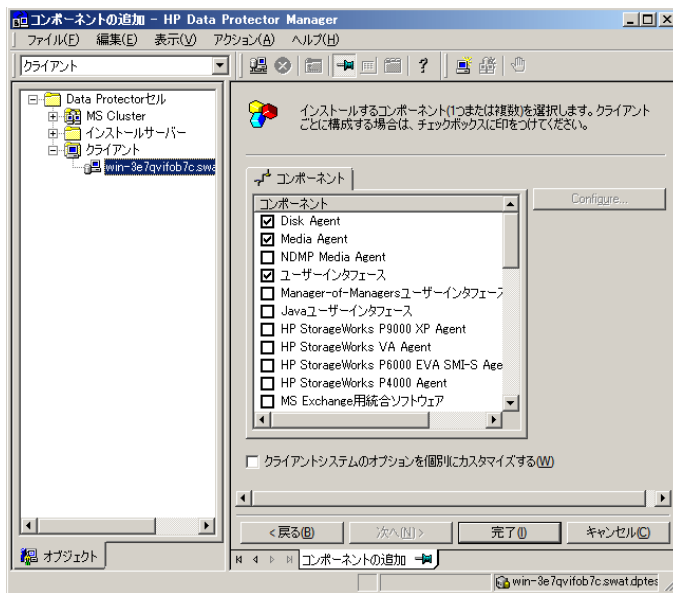 コンポーネントの追加 - HP Data Protector Manager
ファイル(F) 編集(E) 表示(V) アクション(A) ヘルプ(H)
クライアント
Data Protectorセル
MS Cluster
インストールサーバー
クライアント
win-3e7qvifob7c.swa
オブジェクト
インストールするコンポーネント(1つまたは複数)を選択します。クライアント
ごとに構成する場合は、チェックボックスに印をつけてください。
コンポーネント
コンポーネント
Disk Agent
Media Agent
NDMP Media Agent
ユーザーインタフェース
Manager-of-Managersユーザーインタフェース
Javaユーザーインタフェース
HP StorageWorks P9000 XP Agent
HP StorageWorks VA Agent
HP StorageWorks P6000 EVA SMI-S Age
HP StorageWorks P4000 Agent
MS Exchange用統合ソフトウェア
Configure...
クライアントシステムのオプションを個別にカスタマイズする(W)
<戻る(B)
次へ(N)>
完了(I)
キャンセル(C)
コンポーネントの追加
win-3e7qvifob7c.swat.dptes